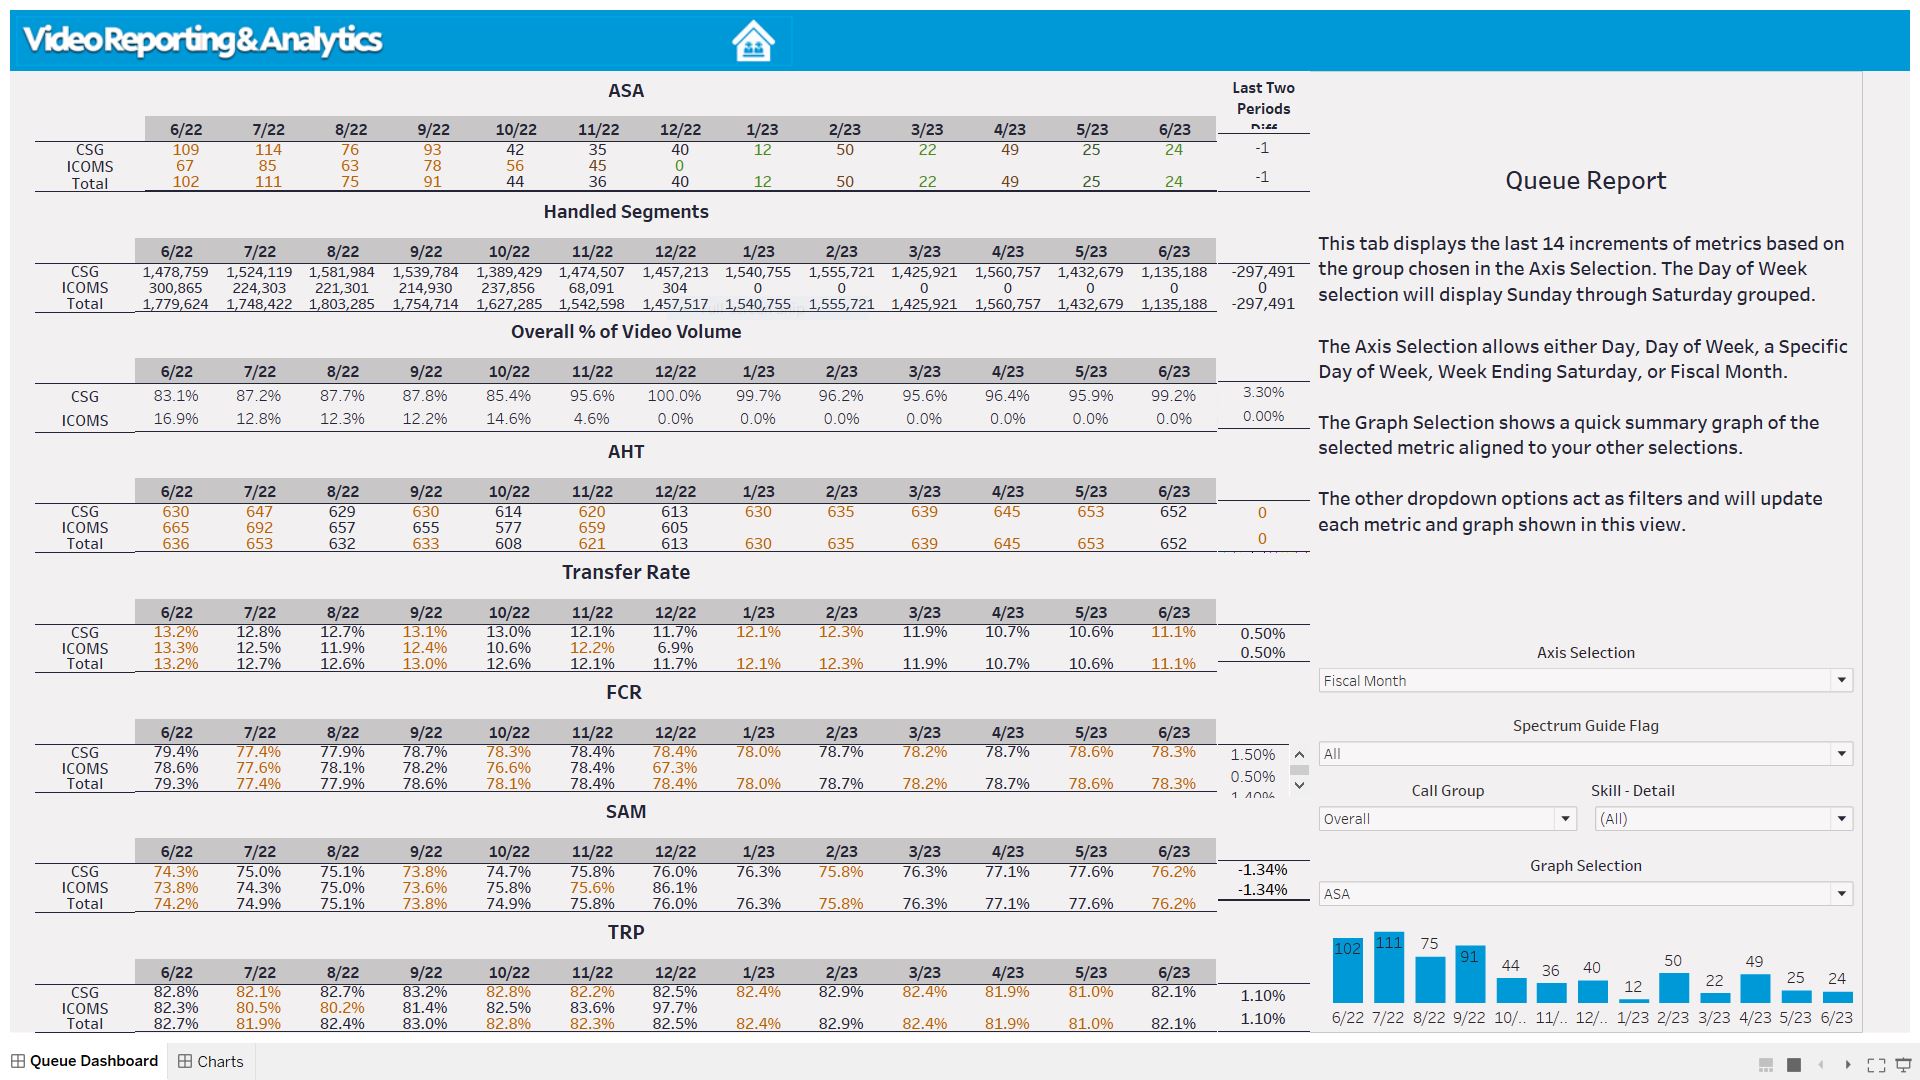 Video Reporting & Analytics
ASA
Last Two
Periods
Diff
6/22 7/22 8/22 9/22 10/22 11/22 12/22 1/23 2/23 3/23 4/23 5/23 6/23
CSG 109 114 76 93 42 35 40 12 50 22 49 25 24 -1
ICOMS 67 85 63 78 56 45 0
Total 102 111 75 91 44 36 40 12 50 22 49 25 24 -1
Handled Segments
6/22 7/22 8/22 9/22 10/22 11/22 12/22 1/23 2/23 3/23 4/23 5/23 6/23
CSG 1,478,759 1,524,119 1,581,984 1,539,784 1,389,429 1,474,507 1,457,213 1,540,755 1,555,721 1,425,921 1,560,757 1,432,679 1,135,188 -297,491
ICOMS 300,865 224,303 221,301 214,930 237,856 68,091 304 0 0 0 0 0 0 0
Total 1,779,624 1,748,422 1,803,285 1,754,714 1,627,285 1,542,598 1,457,517 1,540,755 1,555,721 1,425,921 1,560,757 1,432,679 1,135,188 -297,491
Overall % of Video Volume
6/22 7/22 8/22 9/22 10/22 11/22 12/22 1/23 2/23 3/23 4/23 5/23 6/23
CSG 83.1% 87.2% 87.7% 87.8% 85.4% 95.6% 100.0% 99.7% 96.2% 95.6% 96.4% 95.9% 99.2% 3.30%
ICOMS 16.9% 12.8% 12.3% 12.2% 14.6% 4.6% 0.0% 0.0% 0.0% 0.0% 0.0% 0.0% 0.0% 0.00%
AHT
6/22 7/22 8/22 9/22 10/22 11/22 12/22 1/23 2/23 3/23 4/23 5/23 6/23
CSG 630 647 629 630 614 620 613 630 635 639 645 653 652 0
ICOMS 665 692 657 655 577 659 605
Total 636 653 632 633 608 621 613 630 635 639 645 653 652 0
Transfer Rate
6/22 7/22 8/22 9/22 10/22 11/22 12/22 1/23 2/23 3/23 4/23 5/23 6/23
CSG 13.2% 12.8% 12.7% 13.1% 13.0% 12.1% 11.7% 12.1% 12.3% 11.9% 10.7% 10.6% 11.1% 0.50%
ICOMS 13.3% 12.5% 11.9% 12.4% 10.6% 12.2% 6.9%
Total 13.2% 12.7% 12.6% 13.0% 12.6% 12.1% 11.7% 12.1% 12.3% 11.9% 10.7% 10.6% 11.1% 0.50%
FCR
6/22 7/22 8/22 9/22 10/22 11/22 12/22 1/23 2/23 3/23 4/23 5/23 6/23
CSG 79.4% 77.4% 77.9% 78.7% 78.3% 78.4% 78.4% 78.0% 78.7% 78.2% 78.7% 78.6% 78.3% 1.50%
ICOMS 78.6% 77.6% 78.1% 78.2% 76.6% 78.4% 67.3% 0.50%
Total 79.3% 77.4% 77.9% 78.6% 78.1% 78.4% 78.4% 78.0% 78.7% 78.2% 78.7% 78.6% 78.3% 1.40%
SAM
6/22 7/22 8/22 9/22 10/22 11/22 12/22 1/23 2/23 3/23 4/23 5/23 6/23
CSG 74.3% 75.0% 75.1% 73.8% 74.7% 75.8% 76.0% 76.3% 75.8% 76.3% 77.1% 77.6% 76.2% -1.34%
ICOMS 73.8% 74.3% 75.0% 73.6% 75.8% 75.6% 86.1%
Total 74.2% 74.9% 75.1% 73.8% 74.9% 75.8% 76.0% 76.3% 75.8% 76.3% 77.1% 77.6% 76.2% -1.34%
TRP
6/22 7/22 8/22 9/22 10/22 11/22 12/22 1/23 2/23 3/23 4/23 5/23 6/23
CSG 82.8% 82.1% 82.7% 83.2% 82.8% 82.2% 82.5% 82.4% 82.9% 82.4% 81.9% 81.0% 82.1% 1.10%
ICOMS 82.3% 80.5% 80.2% 81.4% 82.5% 83.6% 97.7%
Total 82.7% 81.9% 82.4% 83.0% 82.8% 82.3% 82.5% 82.4% 82.9% 82.4% 81.9% 81.0% 82.1% 1.10%
Queue Report
This tab displays the last 14 increments of metrics based on
the group chosen in the Axis Selection. The Day of Week
selection will display Sunday through Saturday grouped.
The Axis Selection allows either Day, Day of Week, a Specific
Day of Week, Week Ending Saturday, or Fiscal Month.
The Graph Selection shows a quick summary graph of the
selected metric aligned to your other selections.
The other dropdown options act as filters and will update
each metric and graph shown in this view.
Axis Selection
Fiscal Month
Spectrum Guide Flag
All
Call Group Skill - Detail
Overall (All)
Graph Selection
ASA
102 111 75 91 44 36 40 12 50 22 49 25 24
6/22 7/22 8/22 9/22 10/.. 11/.. 12/.. 1/23 2/23 3/23 4/23 5/23 6/23
Queue Dashboard Charts